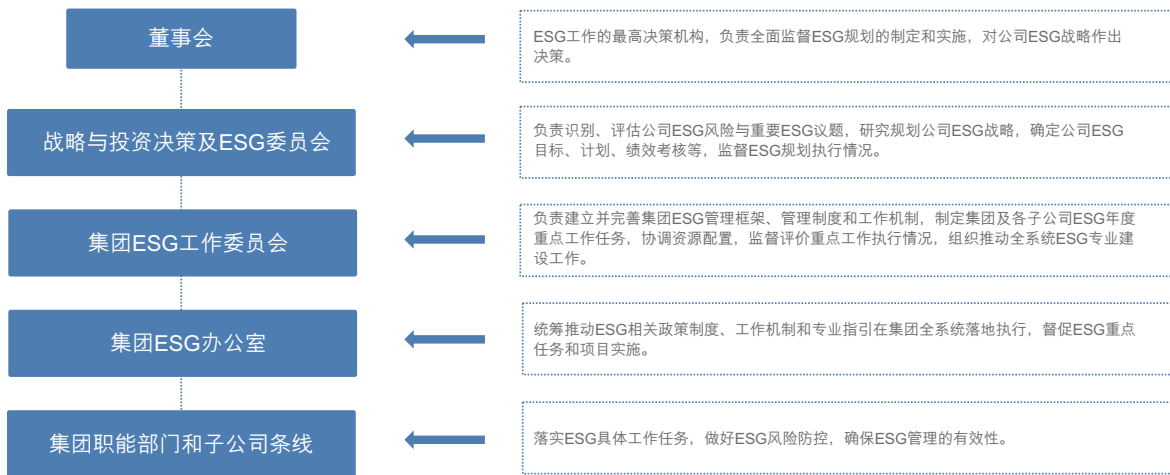 董事会
ESG工作的最高决策机构，负责全面监督ESG规划的制定和实施，对公司ESG战略作出
决策。
战略与投资决策及ESG委员会
负责识别、评估公司ESG风险与重要ESG议题，研究规划公司ESG战略，确定公司ESG
目标、计划、绩效考核等，监督ESG规划执行情况。
集团ESG工作委员会
负责建立并完善集团ESG管理框架、管理制度和工作机制，制定集团及各子公司ESG年度
重点工作任务，协调资源配置，监督评价重点工作执行情况，组织推动全系统ESG专业建
设工作。
集团ESG办公室
统筹推动ESG相关政策制度、工作机制和专业指引在集团全系统落地执行，督促ESG重点
任务和项目实施。
集团职能部门和子公司条线
落实ESG具体工作任务，做好ESG风险防控，确保ESG管理的有效性。